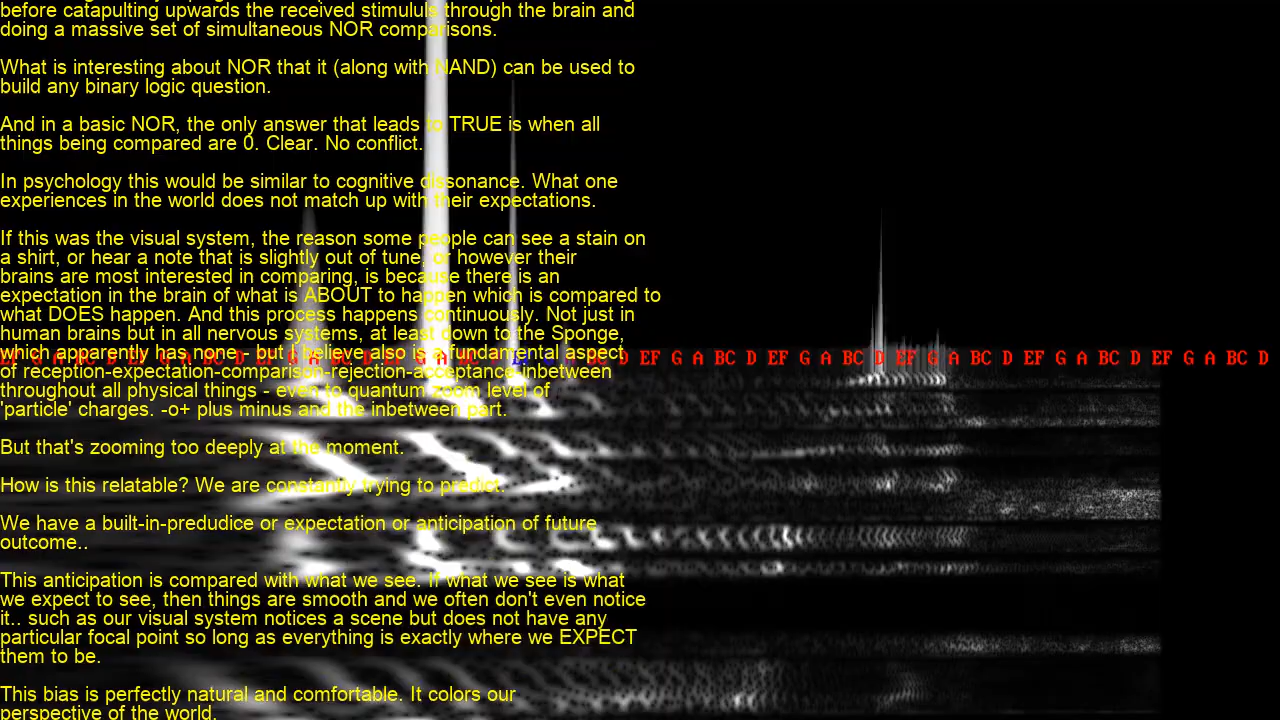 before catapulting upwards the received stimululs through the brain and
doing a massive set of simultaneous NOR comparisons.
What is interesting about NOR that it (along with NAND) can be used to
build any binary logic question.
And in a basic NOR, the only answer that leads to TRUE is when all
things being compared are 0. Clear. No conflict.
In psychology this would be similar to cognitive dissonance. What one
experiences in the world does not match up with their expectations.
If this was the visual system, the reason some people can see a stain on
a shirt, or hear a note that is slightly out of tune, or however their
brains are most interested in comparing, is because there is an
expectation in the brain of what is ABOUT to happen which is compared to
what DOES happen. And this process happens continuously. Not just in
human brains but in all nervous systems, at least down to the Sponge,
which apparently has none - but I believe also is a fundamental aspect
D EF G A BC D EF G A BC D EF G A BC D EF G A BC D EF G A BC D
of reception-expectation-comparison-rejection-acceptance-inbetween
throughout all physical things - even to quantum zoom level of
'particle' charges. -o+ plus minus and the inbetween part.
But that's zooming too deeply at the moment.
How is this relatable? We are constantly trying to predict.
We have a built-in-predudice or expectation or anticipation of future
outcome..
This anticipation is compared with what we see. If what we see is what
we expect to see, then things are smooth and we often don't even notice
it.. such as our visual system notices a scene but does not have any
particular focal point so long as everything is exactly where we EXPECT
them to be.
This bias is perfectly natural and comfortable. It colors our
perspective of the world.